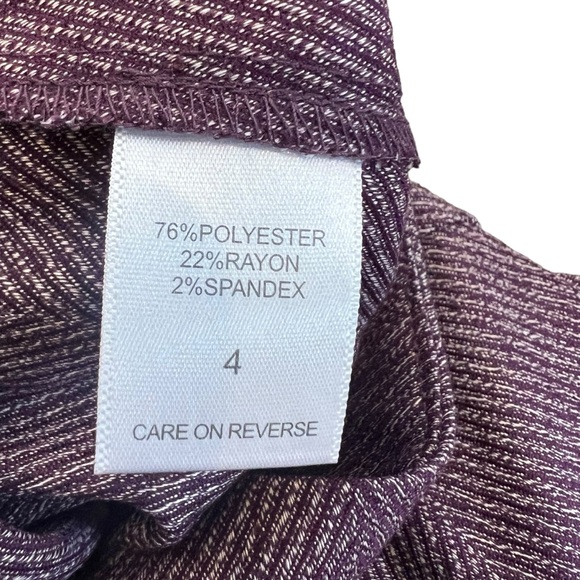 76%POLYESTER
22%RAYON
2%SPANDEX
4
CARE ON REVERSE